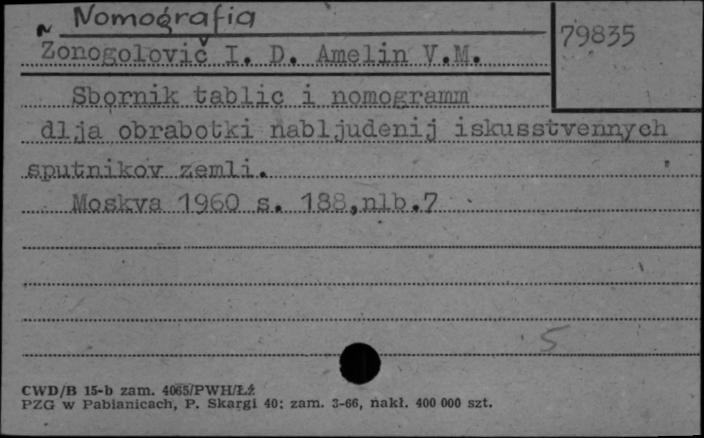 Nomografia
79835
Zonogolovič I. D. Amelin V.M.
Sbornik tablic i nomogramm
dlja obrabotki nabljudenij iskusstvennych
sputnikov zemli.
Moskva 1960 s. 188,nlb.7
5
CWD/B 15-b zam. 4065/PWH/Łź
PZG w Pabianicach, P. Skargi 40; zam. 3-66, nakł. 400 000 szt.